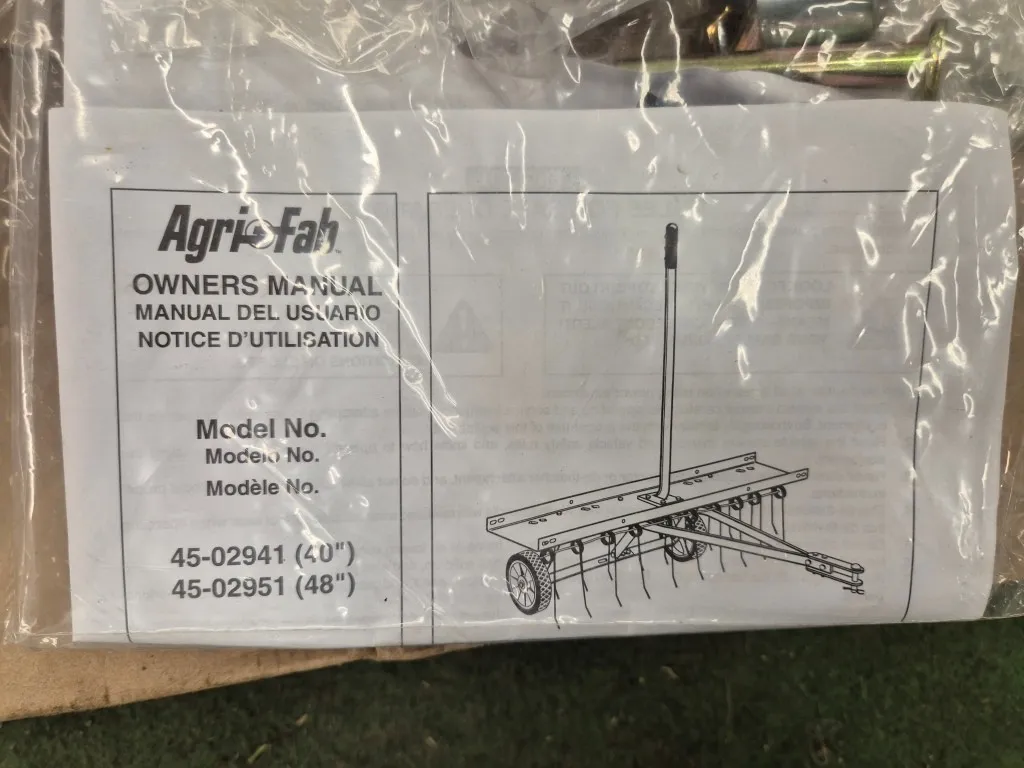 Agri-Fab™
OWNERS MANUAL
MANUAL DEL USUARIO
NOTICE D'UTILISATION
Model No.
Modelo No.
Modèle No.
45-02941 (40")
45-02951 (48")